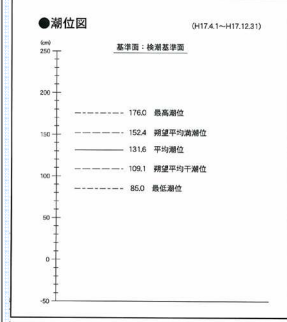 ●潮位図
(H17.4.1~H17.12.31)
(cm)
基準面：検潮基準面
250
200
176.0 最高潮位
152.4 朔望平均満潮位
150
131.6 平均潮位
109.1 朔望平均干潮位
100
85.0 最低潮位
50
0
-50